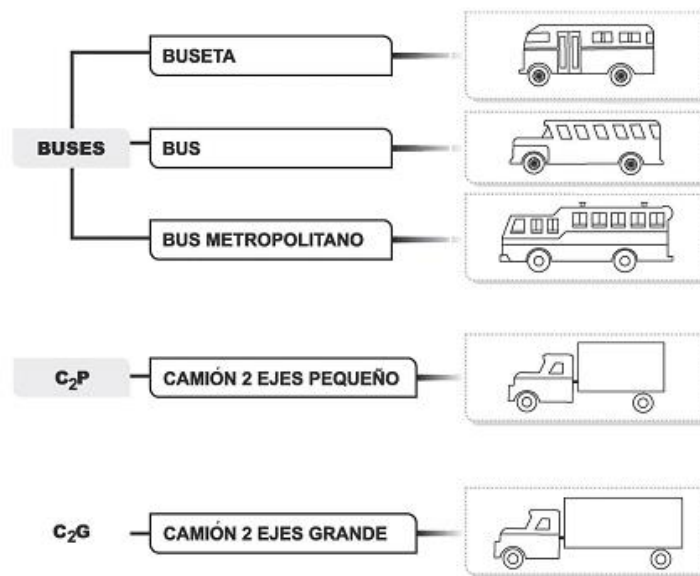 BUSETA
BUSES
BUS
BUS METROPOLITANO
C₂P
CAMIÓN 2 EJES PEQUEÑO
C₂G
CAMIÓN 2 EJES GRANDE